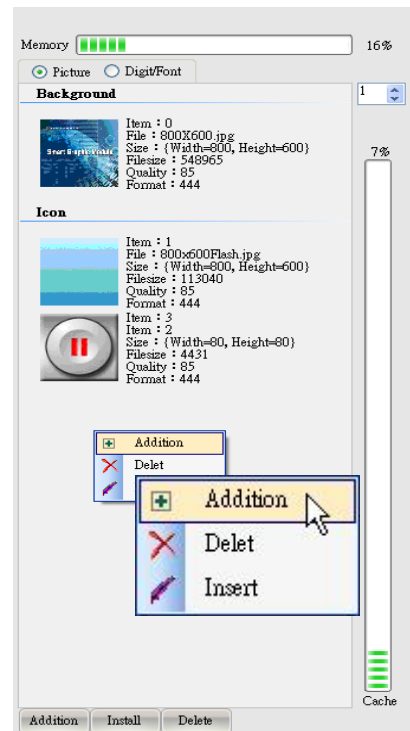 Memory 16%
Picture Digit/Font
Background 1
Item：0
File：800X600.jpg
Size：{Width=800, Height=600}
Filesize：548965
Quality：85
Format：444
Smart Graphic Module
7%
Icon
Item：1
File：800x600Flash.jpg
Size：{Width=800, Height=600}
Filesize：113040
Quality：85
Format：444
Item：3
Item：2
Size：{Width=80, Height=80}
Filesize：4431
Quality：85
Format：444
Addition
Delet
Addition
Delet
Insert
Cache
Addition Install Delete